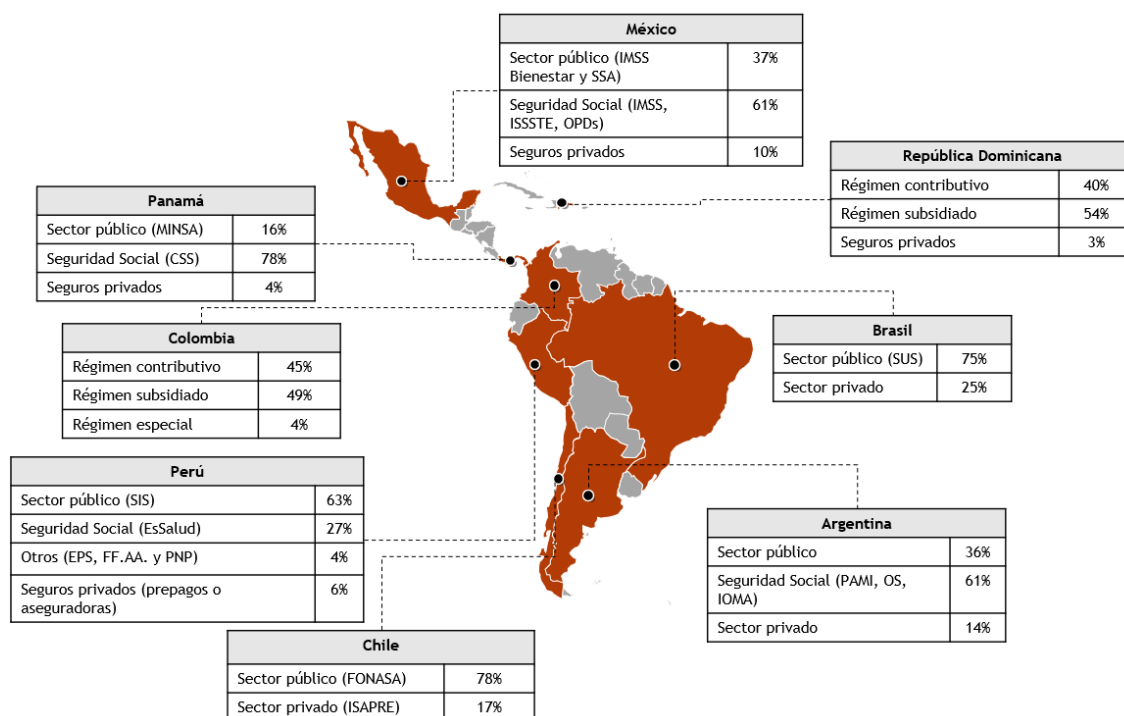 México
Sector público (IMSS 37%
Bienestar y SSA)
Seguridad Social (IMSS, 61%
ISSSTE, OPDs)
Seguros privados 10%
República Dominicana
Régimen contributivo 40%
Régimen subsidiado 54%
Seguros privados 3%
Panamá
Sector público (MINSA) 16%
Seguridad Social (CSS) 78%
Seguros privados 4%
Colombia
Régimen contributivo 45%
Régimen subsidiado 49%
Régimen especial 4%
Brasil
Sector público (SUS) 75%
Sector privado 25%
Perú
Sector público (SIS) 63%
Seguridad Social (EsSalud) 27%
Otros (EPS, FF.AA. y PNP) 4%
Seguros privados (prepagos o 6%
aseguradoras)
Argentina
Sector público 36%
Seguridad Social (PAMI, OS, 61%
IOMA)
Sector privado 14%
Chile
Sector público (FONASA) 78%
Sector privado (ISAPRE) 17%